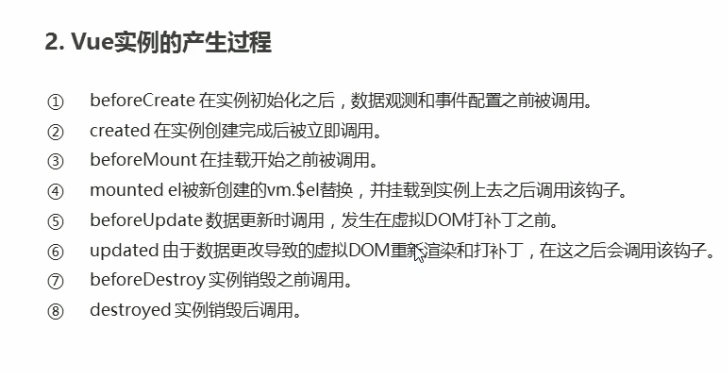 2. Vue实例的产生过程
① beforeCreate 在实例初始化之后，数据观测和事件配置之前被调用。
② created 在实例创建完成后被立即调用。
③ beforeMount 在挂载开始之前被调用。
④ mounted el被新创建的vm.$el替换，并挂载到实例上去之后调用该钩子。
⑤ beforeUpdate 数据更新时调用，发生在虚拟DOM打补丁之前。
⑥ updated 由于数据更改导致的虚拟DOM重新渲染和打补丁，在这之后会调用该钩子。
⑦ beforeDestroy 实例销毁之前调用。
⑧ destroyed 实例销毁后调用。